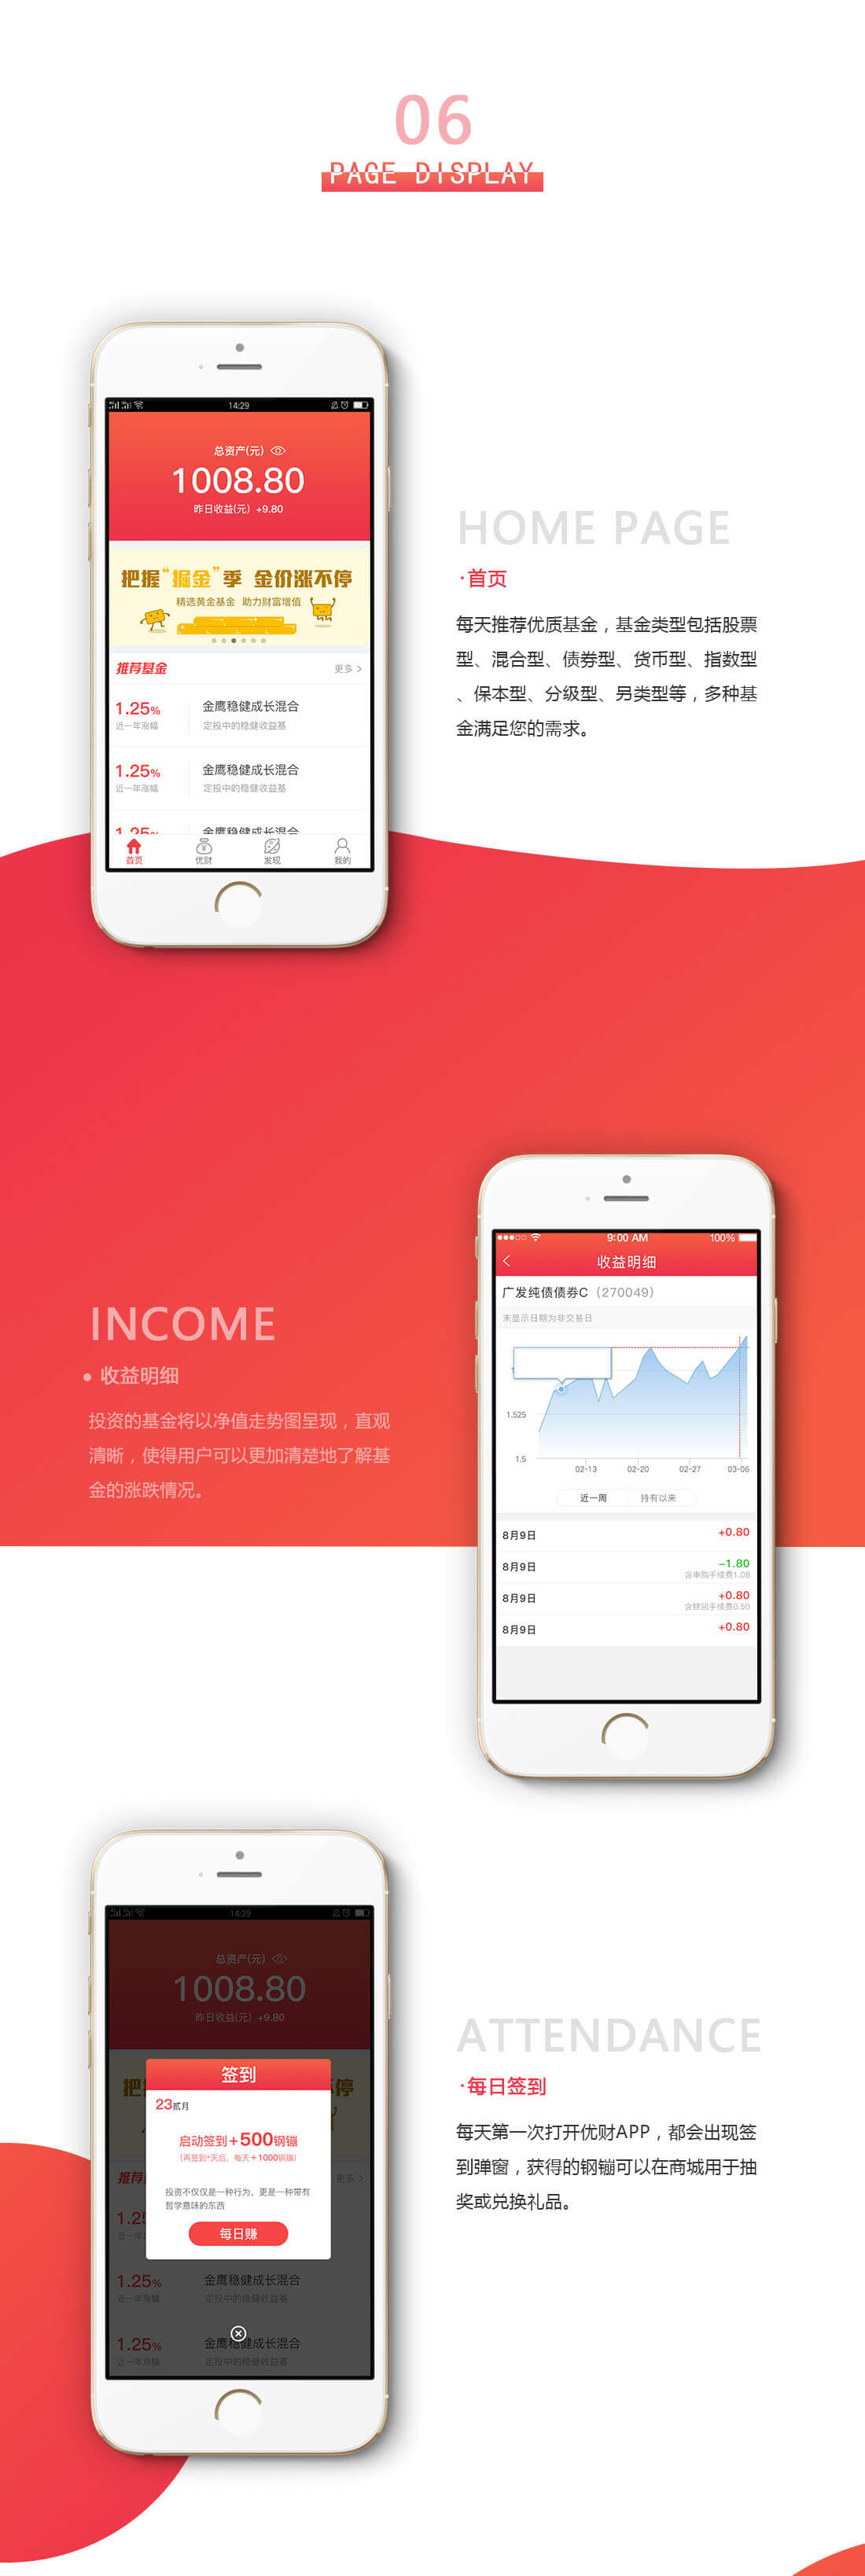 06
PAGE DISPLAY
14:29
总资产(元)
1008.80
昨日收益(元) +9.80
把握“掘金”季 金价涨不停
精选黄金基金 助力财富增值
推荐基金 更多 >
1.25% 金鹰稳健成长混合
近一年涨幅 定投中的稳健收益基
1.25% 金鹰稳健成长混合
近一年涨幅 定投中的稳健收益基
1.25% 金鹰稳健成长混合
首页 优财 发现 我的
HOME PAGE
·首页
每天推荐优质基金，基金类型包括股票
型、混合型、债券型、货币型、指数型
、保本型、分级型、另类型等，多种基
金满足您的需求。
INCOME
• 收益明细
投资的基金将以净值走势图呈现，直观
清晰，使得用户可以更加清楚地了解基
金的涨跌情况。
9:00 AM 100%
收益明细
广发纯债债券C（270049）
未显示日期为非交易日
1.525
1.5
02-13 02-20 02-27 03-06
近一周 持有以来
8月9日 +0.80
8月9日 -1.80
含申购手续费1.08
8月9日 +0.80
含赎回手续费0.50
8月9日 +0.80
14:29
总资产(元)
1008.80
昨日收益(元) +9.80
把 停
签到
23贰月
启动签到+500钢镚
(再签到*天后，每天+1000钢镚)
投资不仅仅是一种行为，更是一种带有
哲学意味的东西
每日赚
推荐 更多 >
1.2
近一年
1.25% 金鹰稳健成长混合
近一年涨幅 定投中的稳健收益基
1.25% 金鹰稳健成长混合
近一年涨幅 定投中的稳健收益基
ATTENDANCE
·每日签到
每天第一次打开优财APP，都会出现签
到弹窗，获得的钢镚可以在商城用于抽
奖或兑换礼品。